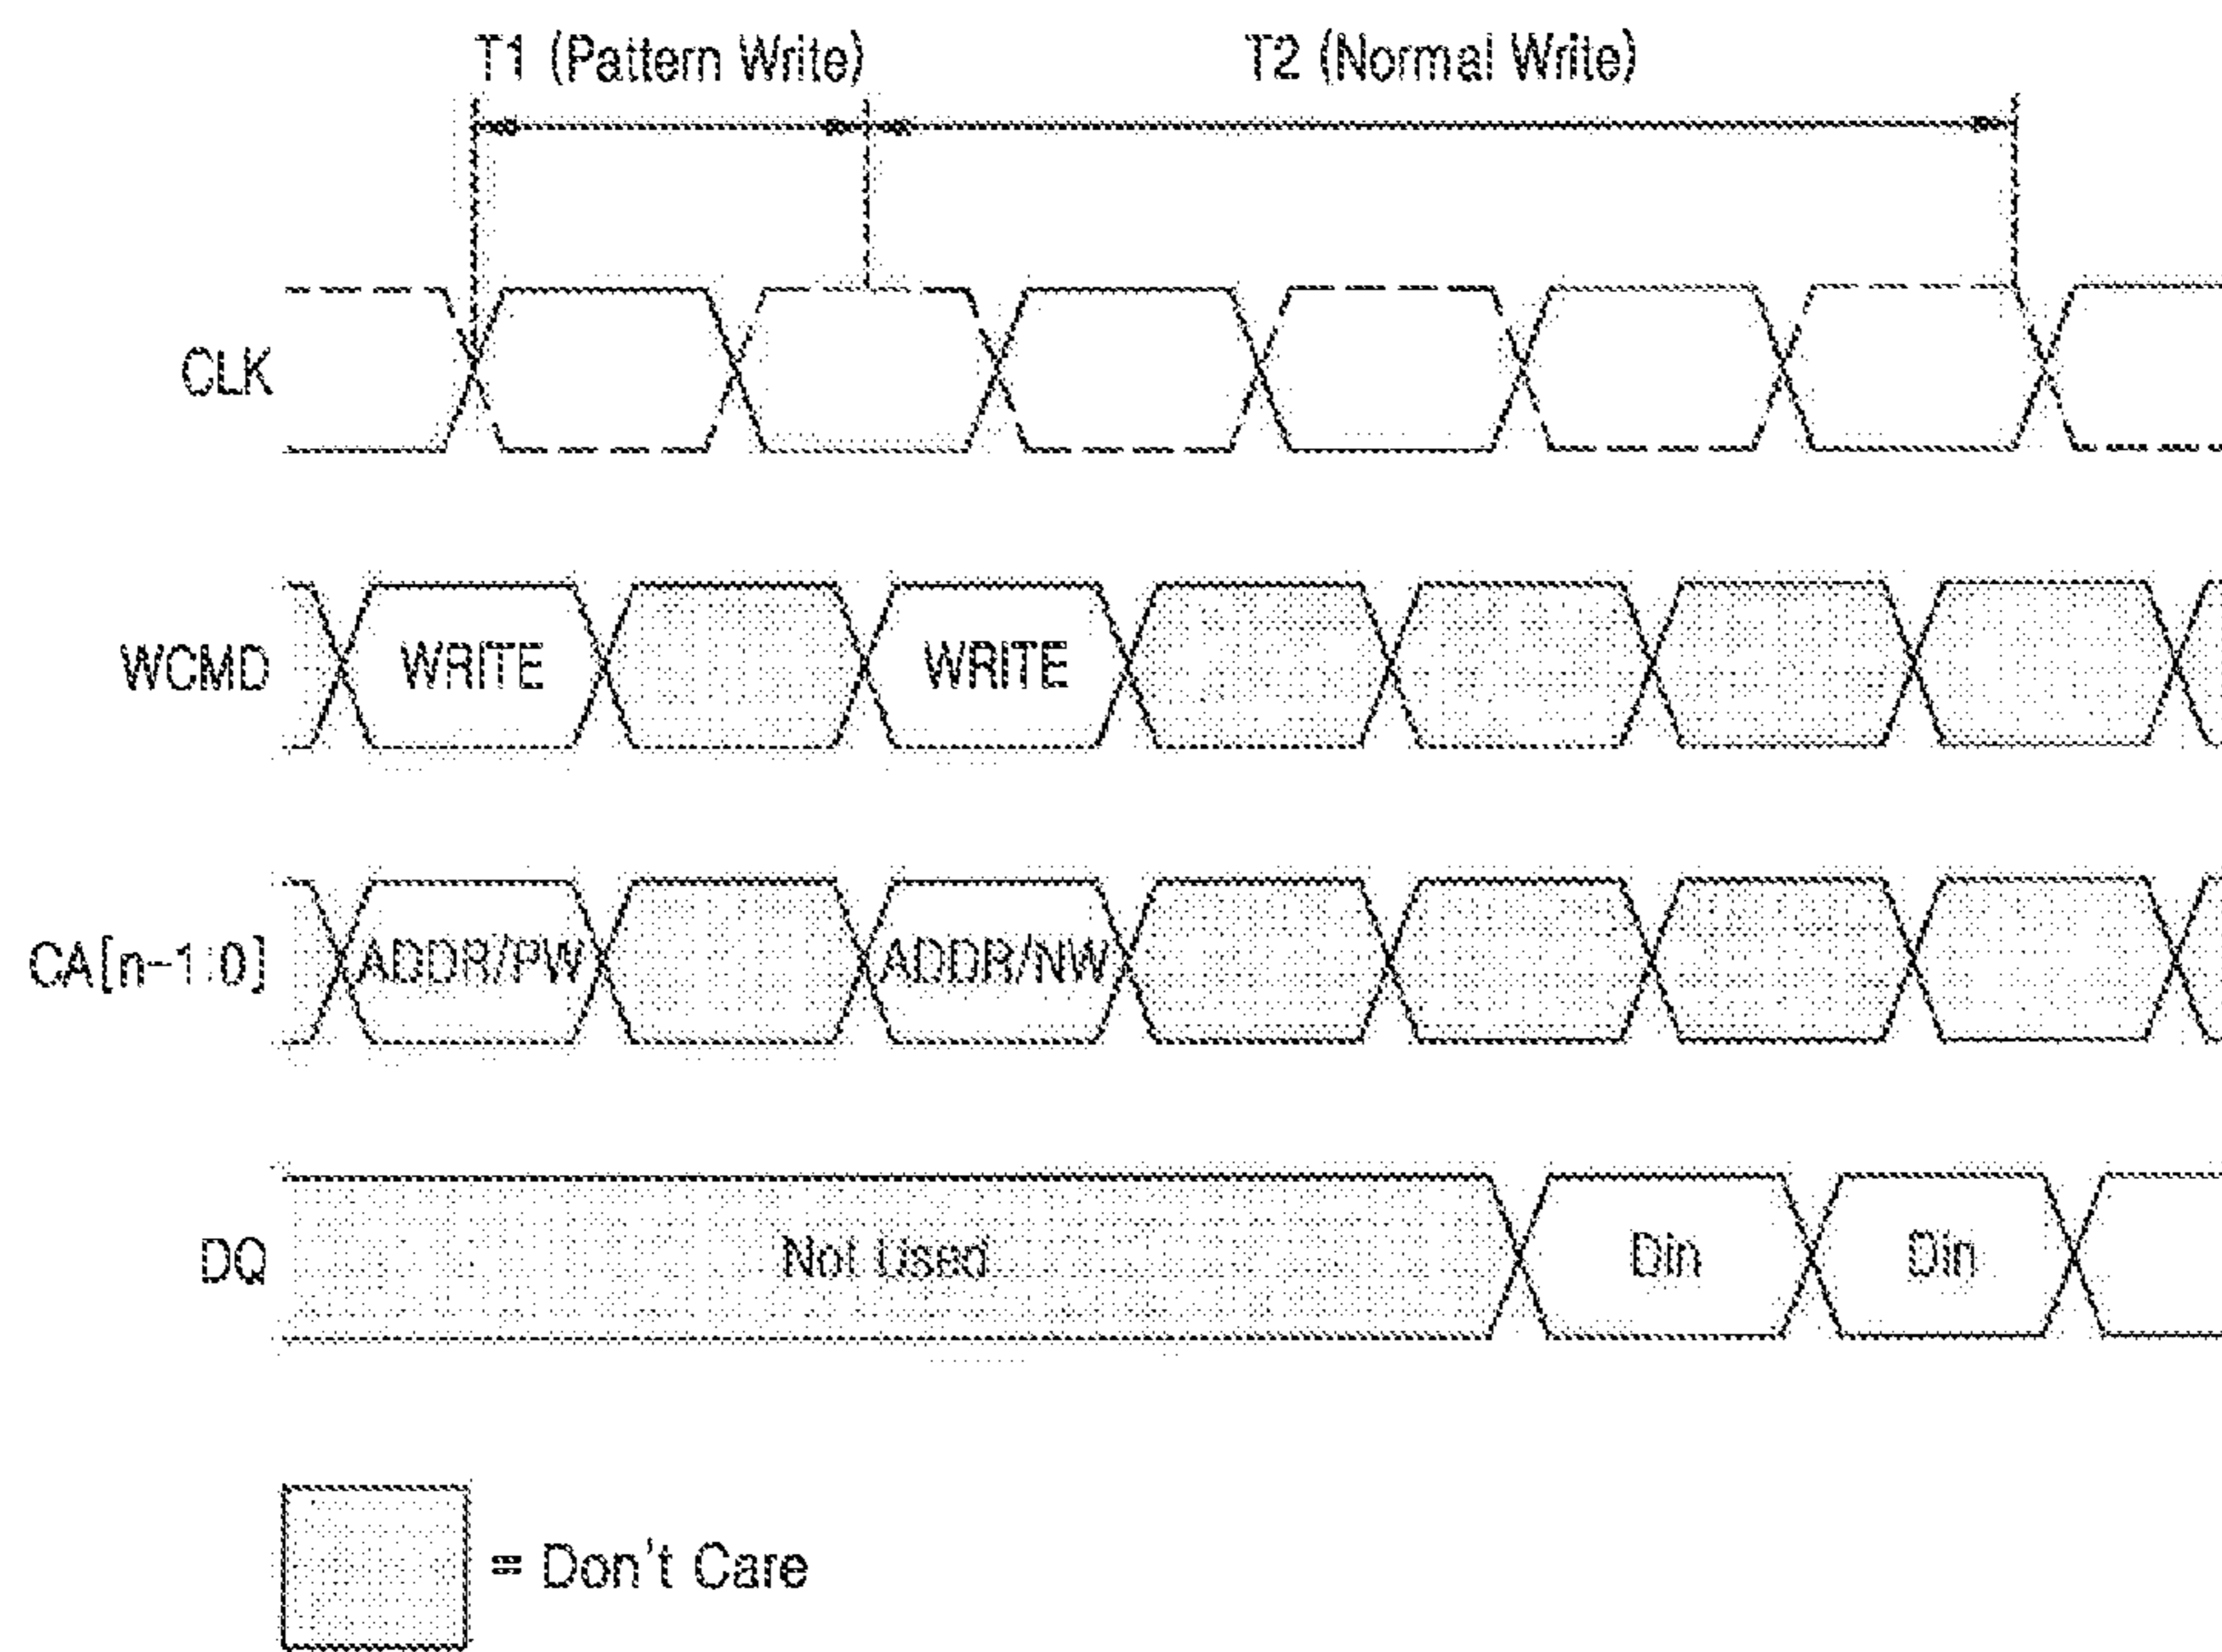 T1 (Pattern Write) T2 (Normal Write)
CLK
WCMD WRITE WRITE
CA[n-1:0] ADDR/PW ADDR/NW
DQ Not Used Din Din
= Don't Care